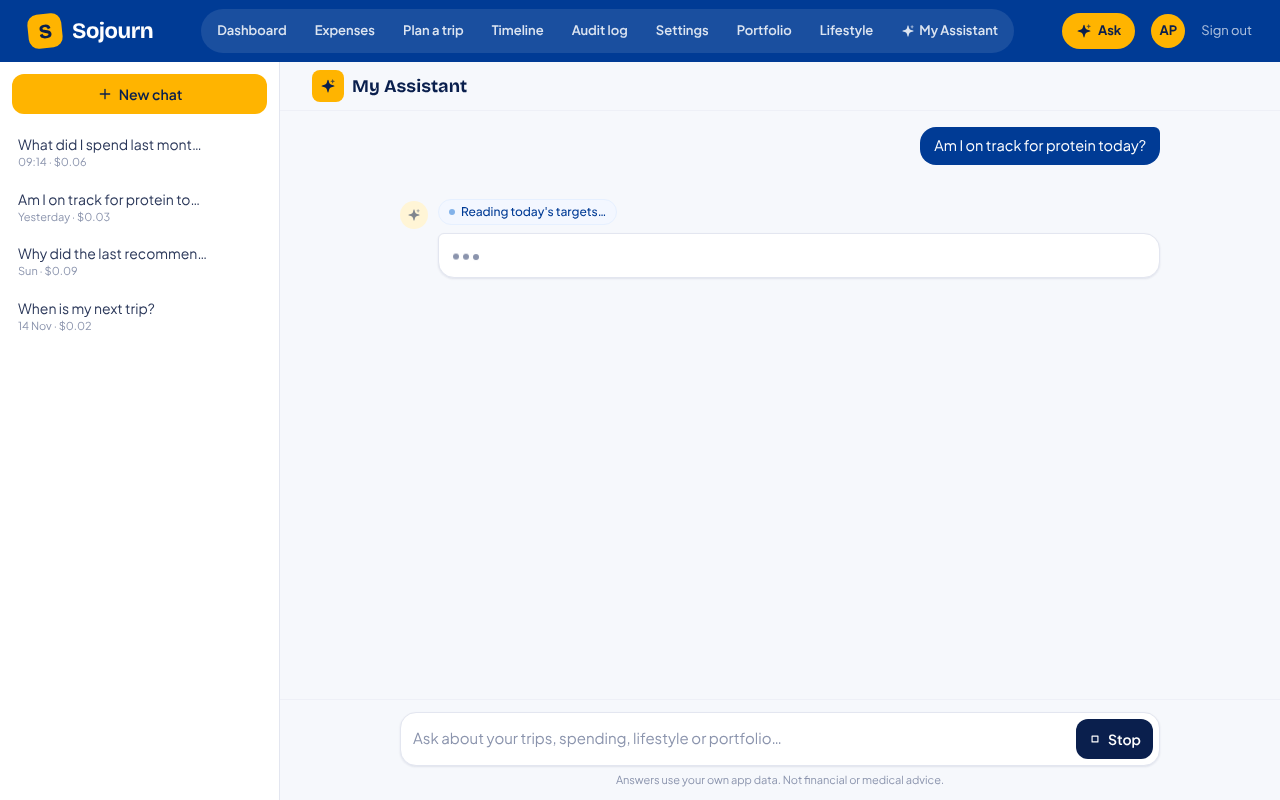 S Sojourn
Dashboard
Expenses
Plan a trip
Timeline
Audit log
Settings
Portfolio
Lifestyle
My Assistant
Ask
AP
Sign out
+ New chat
What did I spend last mont…
09:14 · $0.06
Am I on track for protein to…
Yesterday · $0.03
Why did the last recommen…
Sun · $0.09
When is my next trip?
14 Nov · $0.02
My Assistant
Am I on track for protein today?
Reading today's targets…
Ask about your trips, spending, lifestyle or portfolio…
Stop
Answers use your own app data. Not financial or medical advice.